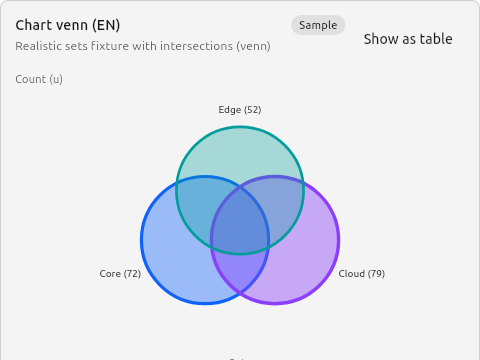 Chart venn (EN)
Sample
Show as table
Realistic sets fixture with intersections (venn)
Count (u)
Edge (52)
Core (72)
Cloud (79)